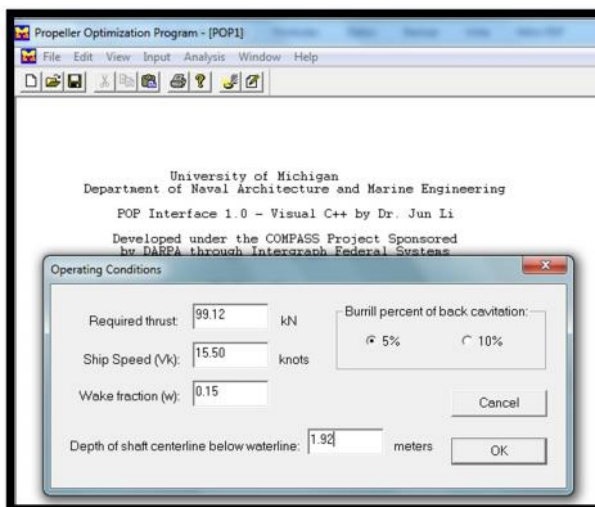 Propeller Optimization Program - [POP1]
File Edit View Input Analysis Window Help
University of Michigan
Department of Naval Architecture and Marine Engineering
POP Interface 1.0 - Visual C++ by Dr. Jun Li
Developed under the COMPASS Project Sponsored
by DARPA through Intergraph Federal Systems
Operating Conditions
Required thrust: 99.12 kN
Ship Speed (Vk): 15.50 knots
Wake fraction (w): 0.15
Burrill percent of back cavitation:
5% 10%
Cancel
Depth of shaft centerline below waterline: 1.92 meters
OK